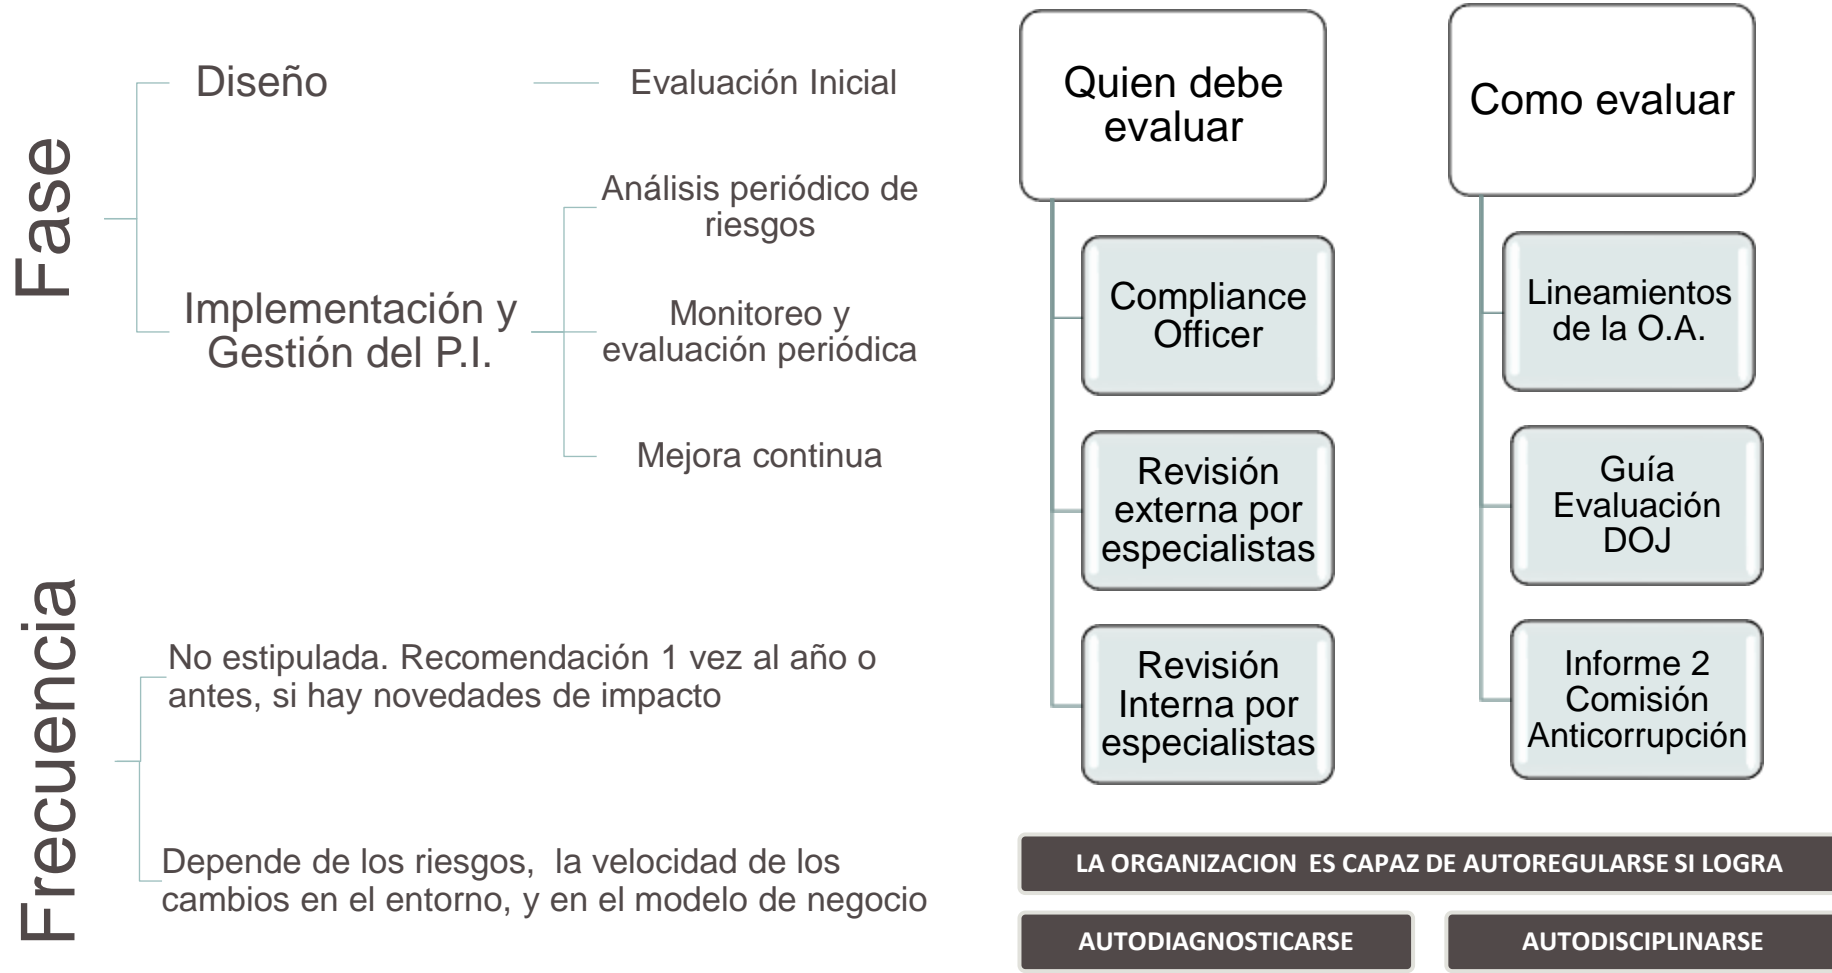 Fase
Diseño
Evaluación Inicial
Implementación y
Gestión del P.I.
Análisis periódico de
riesgos
Monitoreo y
evaluación periódica
Mejora continua
Frecuencia
No estipulada. Recomendación 1 vez al año o
antes, si hay novedades de impacto
Depende de los riesgos, la velocidad de los
cambios en el entorno, y en el modelo de negocio
Quien debe
evaluar
Compliance
Officer
Revisión
externa por
especialistas
Revisión
Interna por
especialistas
Como evaluar
Lineamientos
de la O.A.
Guía
Evaluación
DOJ
Informe 2
Comisión
Anticorrupción
LA ORGANIZACION ES CAPAZ DE AUTOREGULARSE SI LOGRA
AUTODIAGNOSTICARSE
AUTODISCIPLINARSE